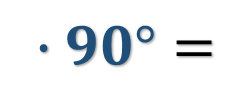 · 90° =